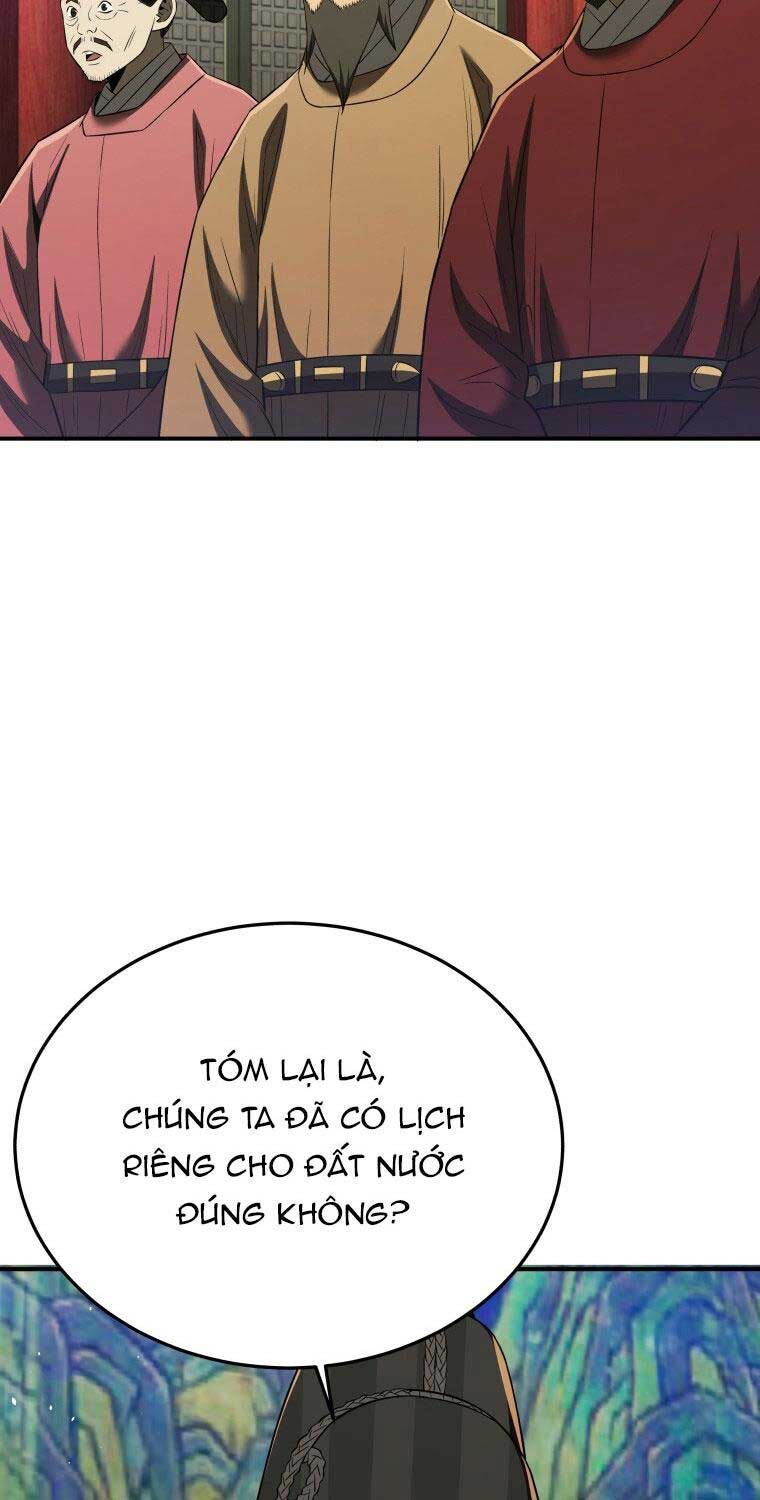 TÓM LẠI LÀ,
CHÚNG TA ĐÃ CÓ LỊCH
RIÊNG CHO ĐẤT NƯỚC
ĐÚNG KHÔNG?